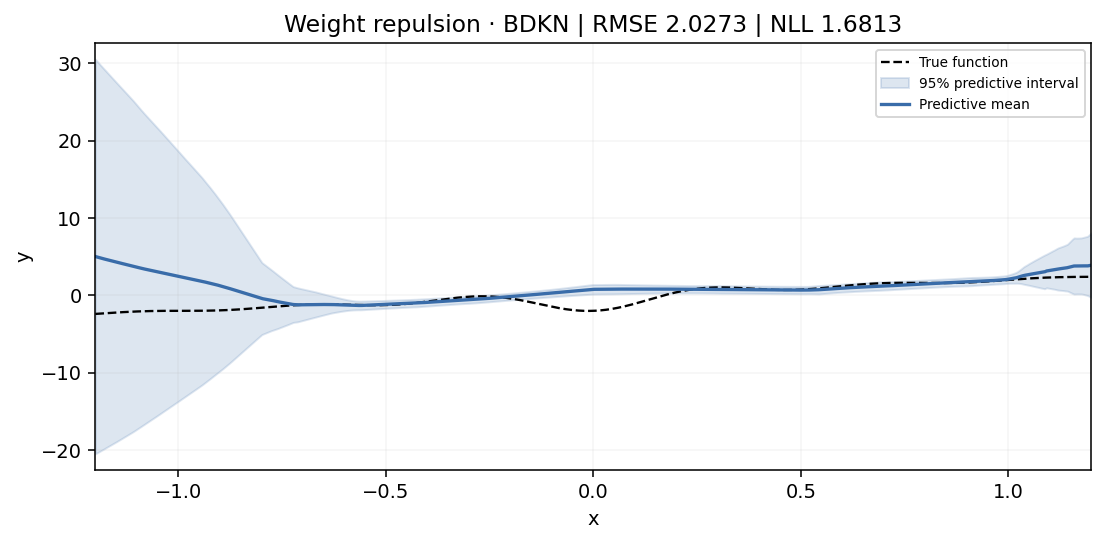 Weight repulsion · BDKN | RMSE 2.0273 | NLL 1.6813
True function
95% predictive interval
Predictive mean
y
30
20
10
0
−10
−20
−1.0 −0.5 0.0 0.5 1.0
x